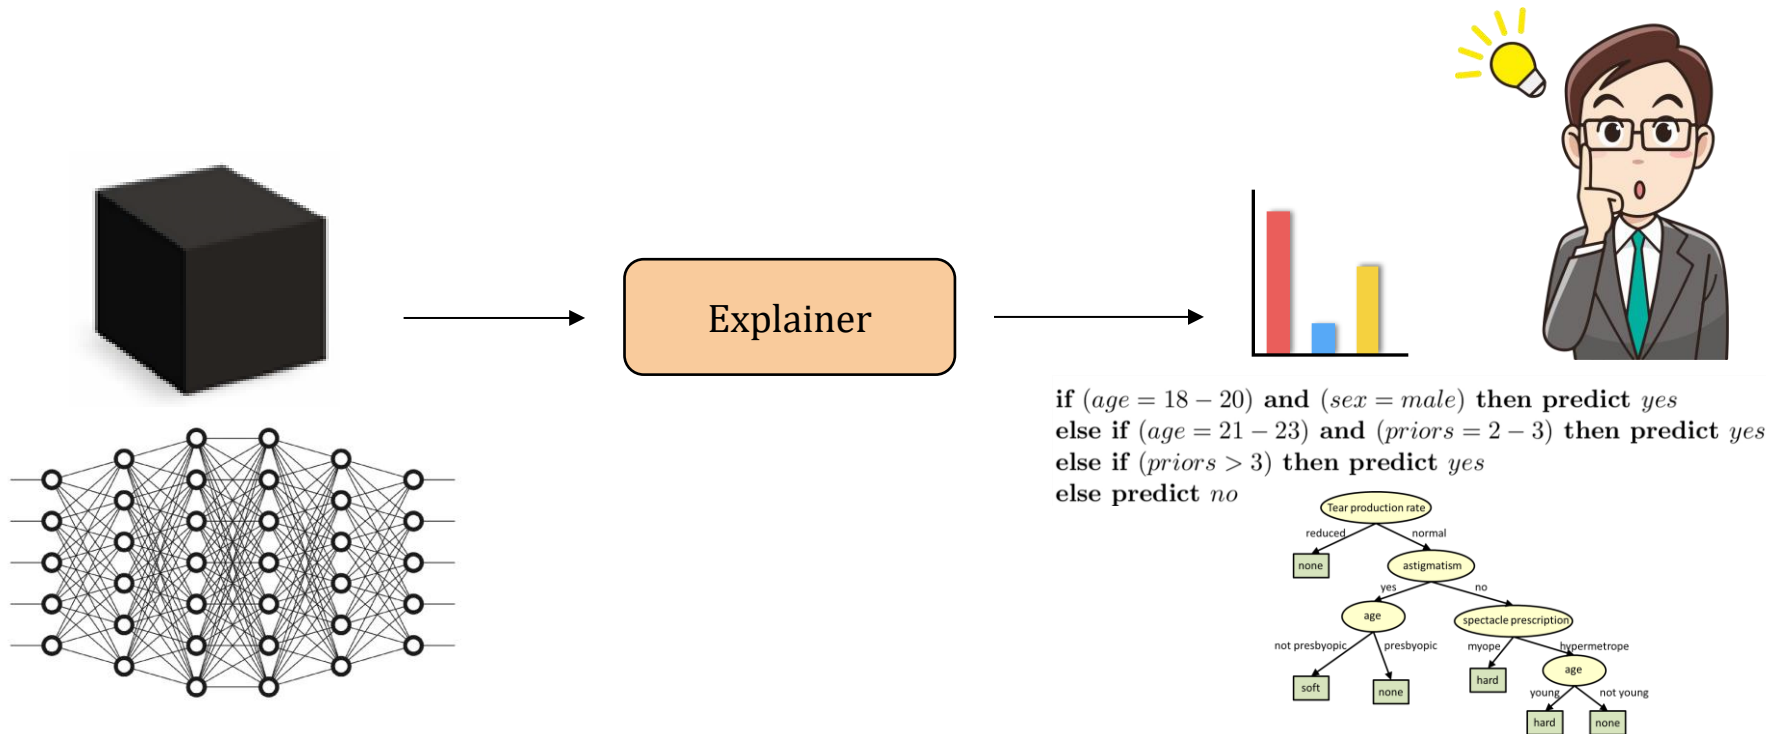 Explainer
if (age = 18 − 20) and (sex = male) then predict yes
else if (age = 21 − 23) and (priors = 2 − 3) then predict yes
else if (priors > 3) then predict yes
else predict no
Tear production rate
reduced normal
none astigmatism
yes no
age spectacle prescription
not presbyopic presbyopic myope hypermetrope
soft none hard age
young not young
hard none